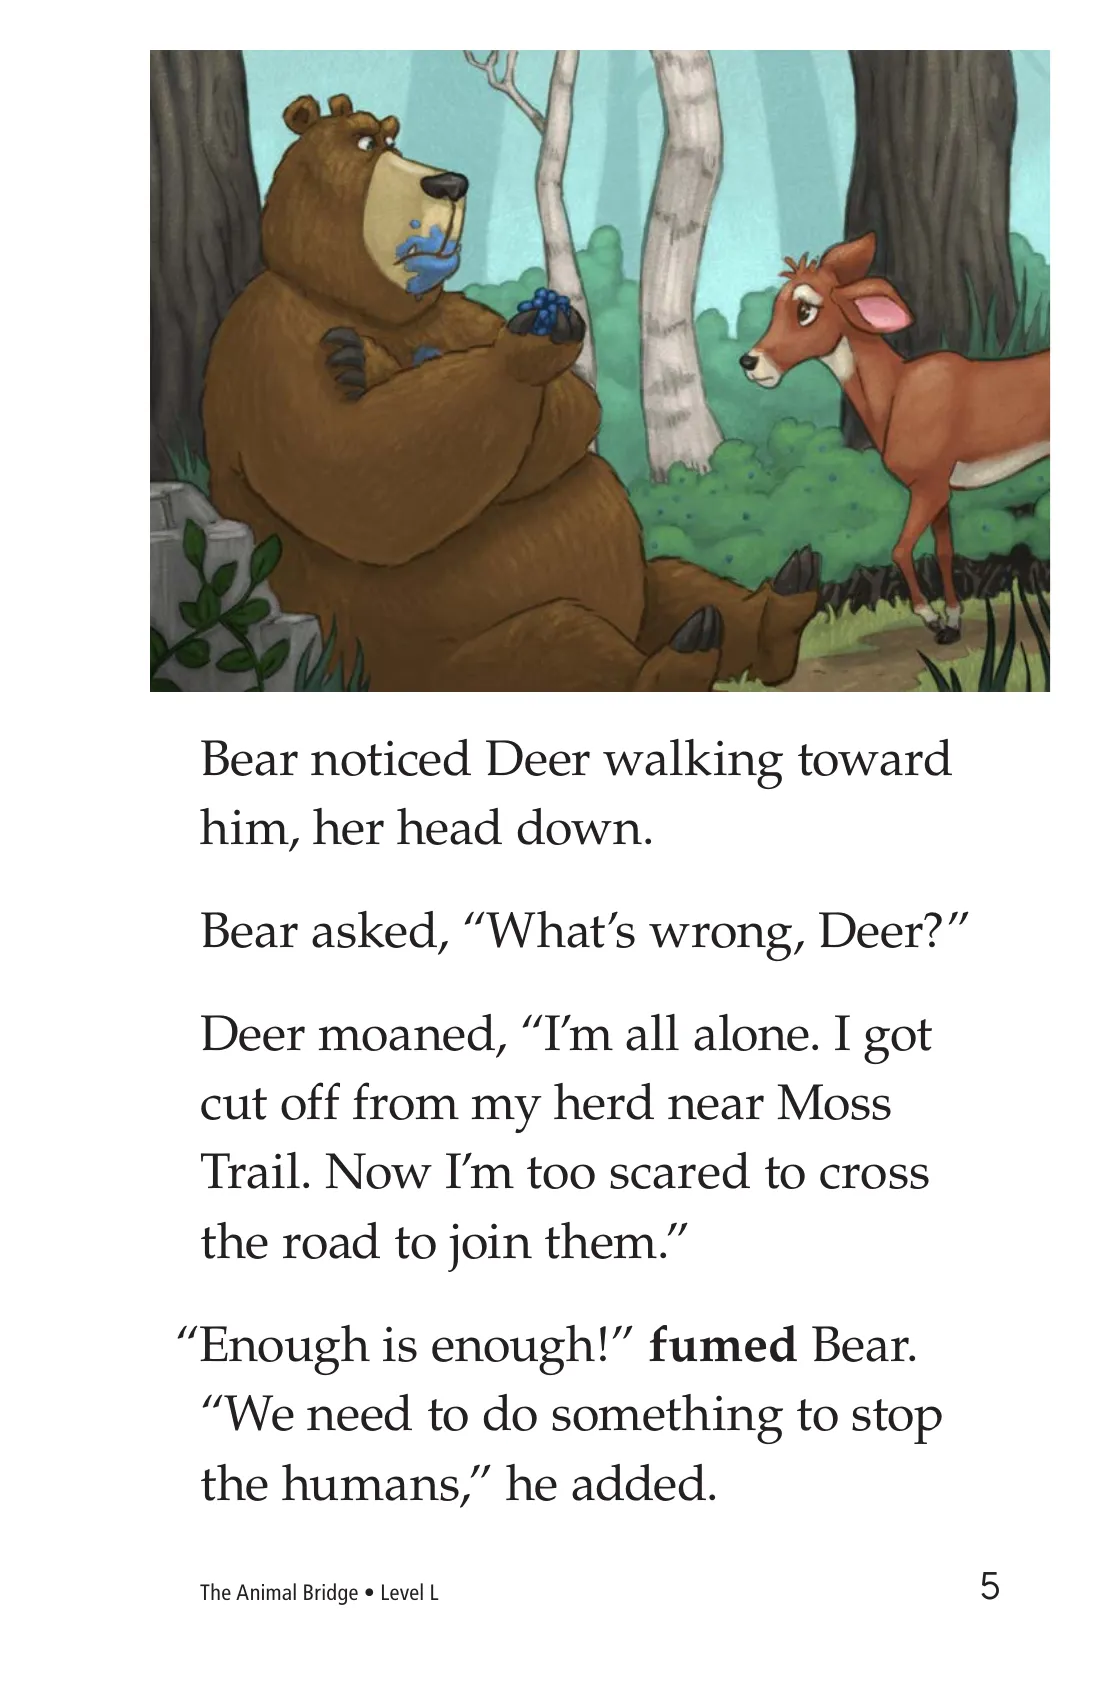 Bear noticed Deer walking toward
him, her head down.
Bear asked, “What’s wrong, Deer?”
Deer moaned, “I’m all alone. I got
cut off from my herd near Moss
Trail. Now I’m too scared to cross
the road to join them.”
“Enough is enough!” fumed Bear.
“We need to do something to stop
the humans,” he added.
The Animal Bridge • Level L
5